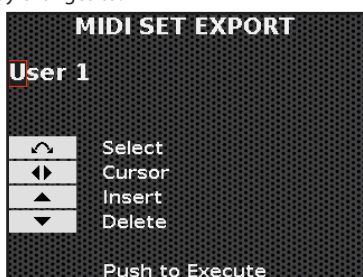 MIDI SET EXPORT
User 1
Select
Cursor
Insert
Delete
Push to Execute